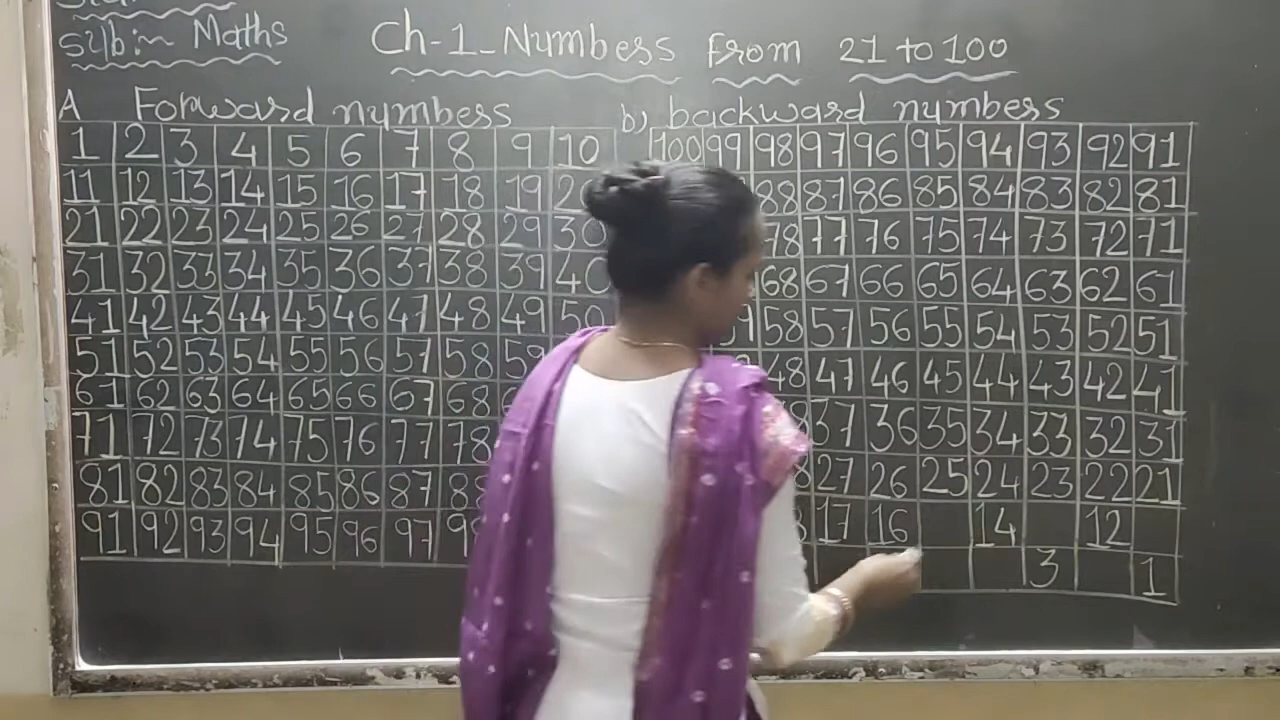 Sub:- Maths Ch-1 - Numbers from 21 to 100
A Forward numbers b) backward numbers
1 2 3 4 5 6 7 8 9 10 100 99 98 97 96 95 94 93 92 91
11 12 13 14 15 16 17 18 19 88 87 86 85 84 83 82 81
21 22 23 24 25 26 27 28 29 30 78 77 76 75 74 73 72 71
31 32 33 34 35 36 37 38 39 40 68 67 66 65 64 63 62 61
41 42 43 44 45 46 47 48 49 50 58 57 56 55 54 53 52 51
51 52 53 54 55 56 57 58 59 48 47 46 45 44 43 42 41
61 62 63 64 65 66 67 68 37 36 35 34 33 32 31
71 72 73 74 75 76 77 78 27 26 25 24 23 22 21
81 82 83 84 85 86 87 88 17 16 14 12
91 92 93 94 95 96 97 3 1